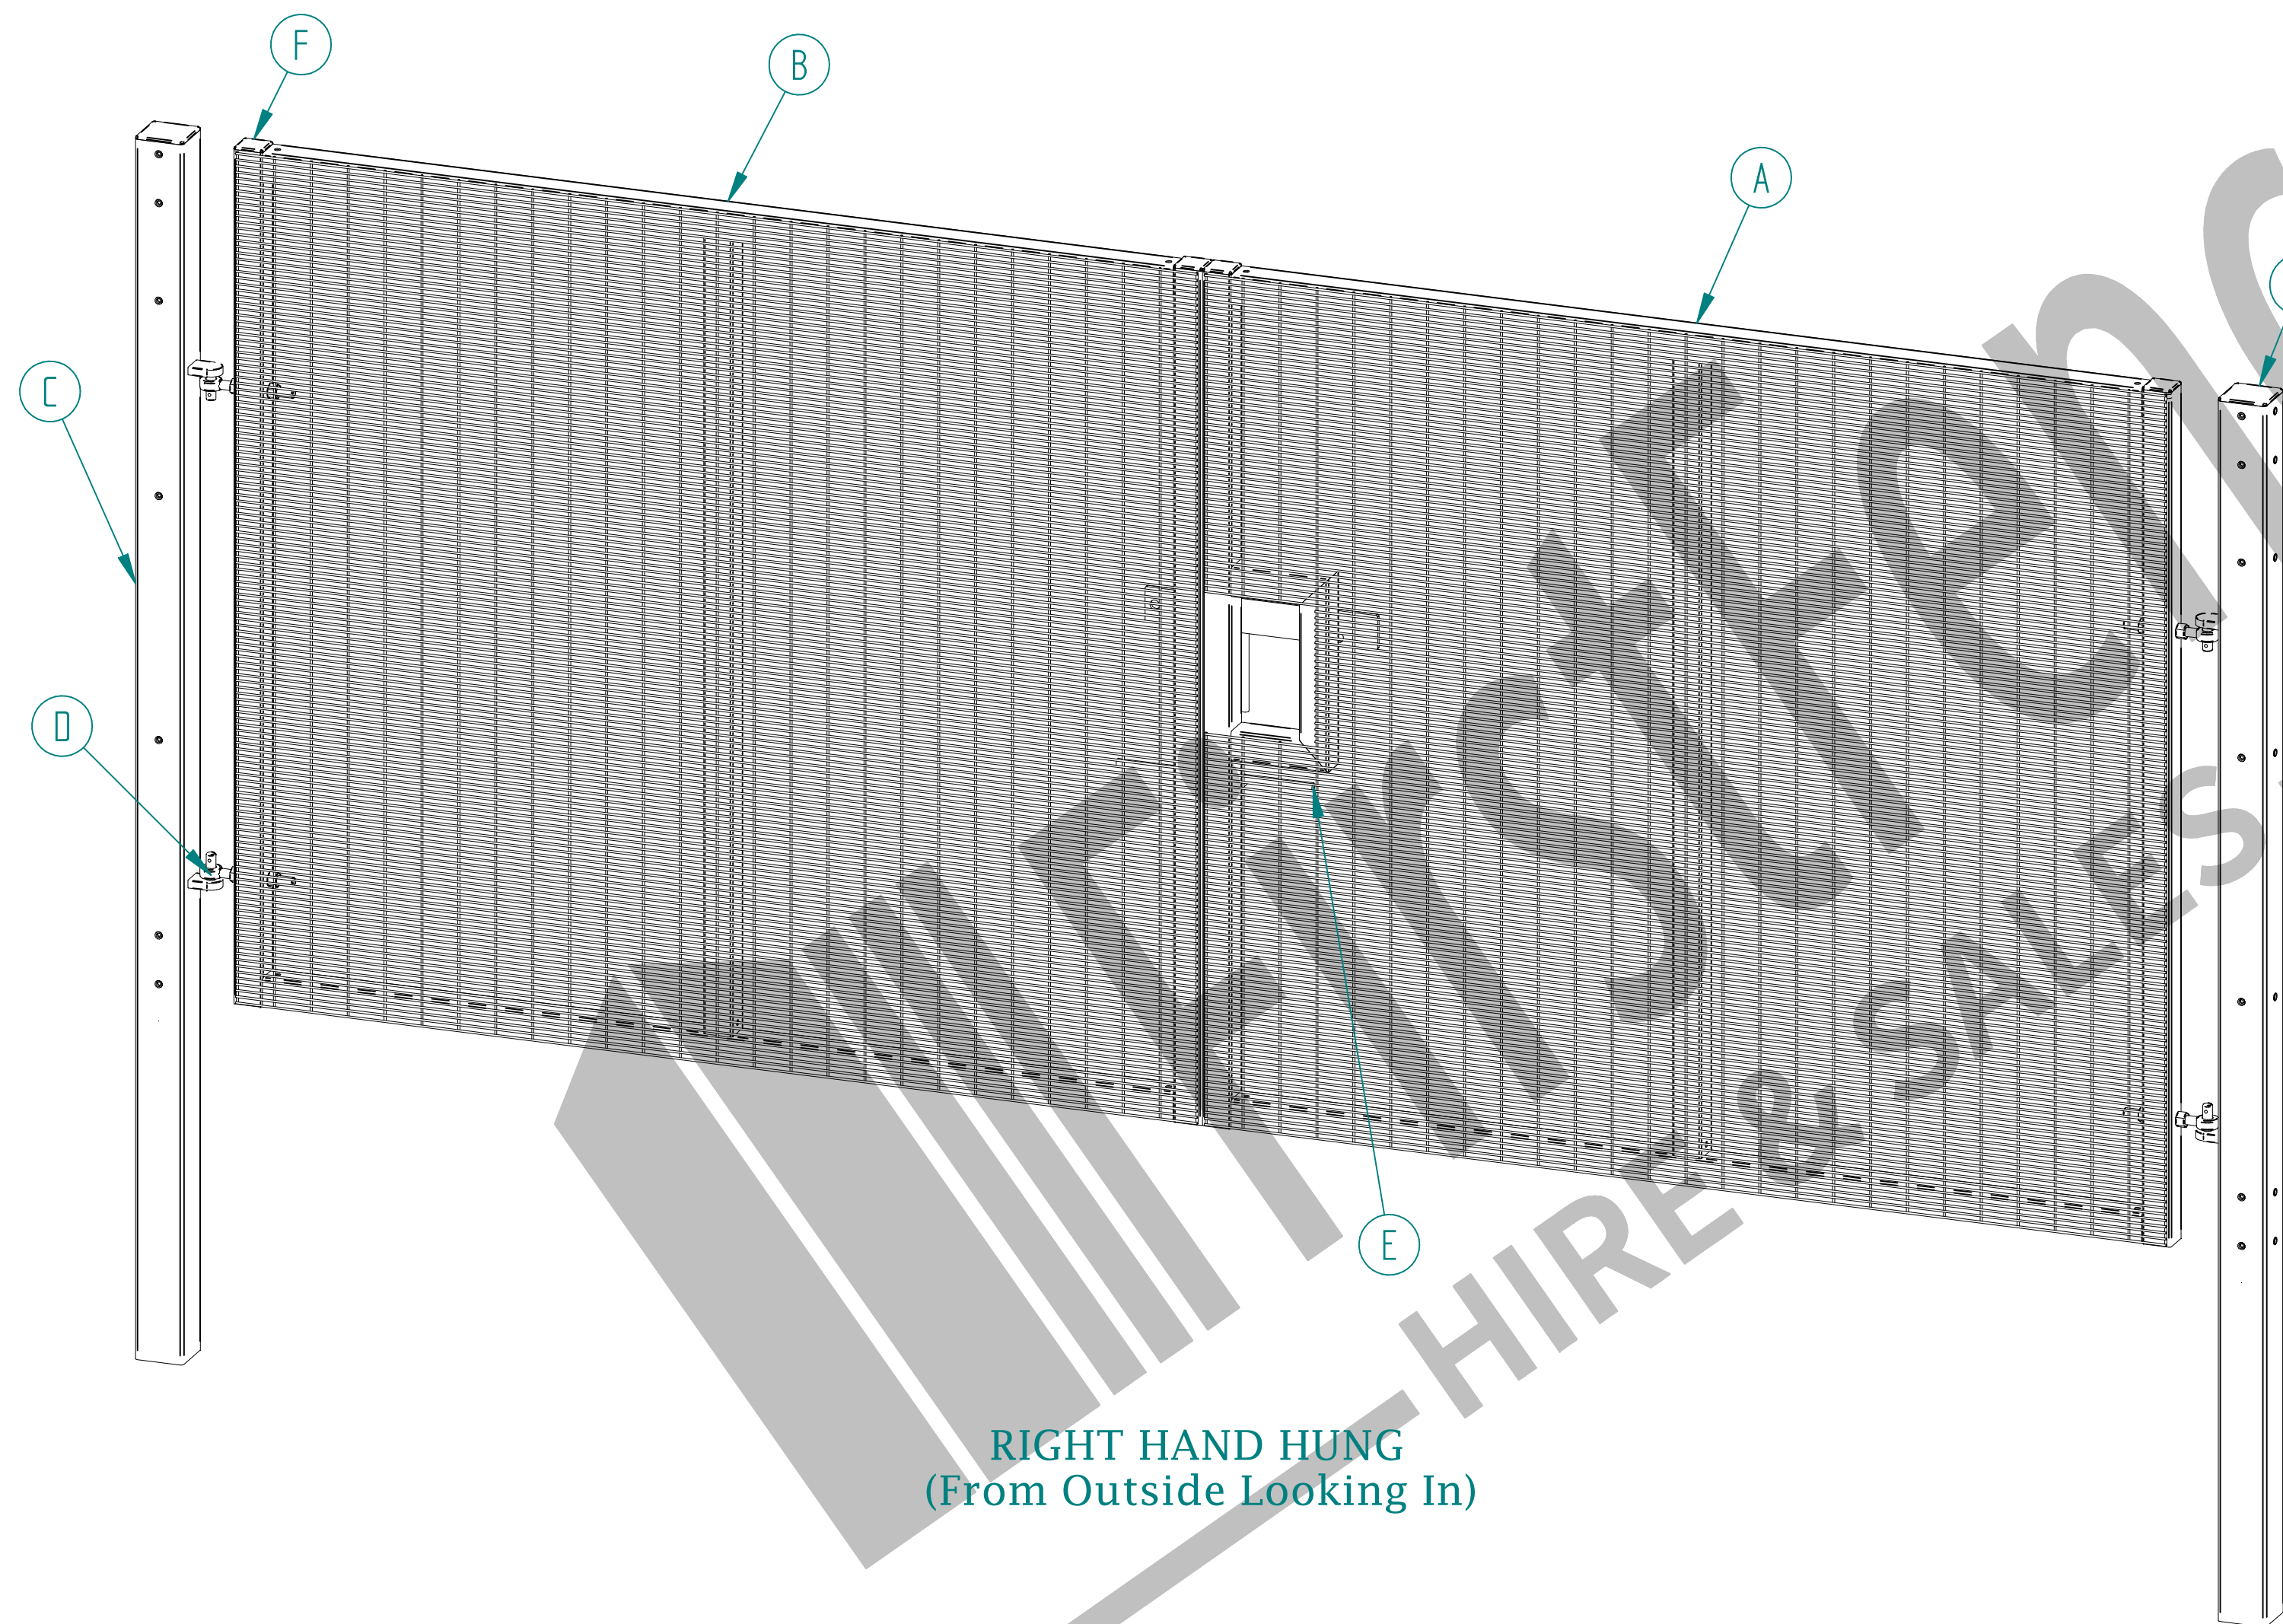 F
B
A
C
D
E
RIGHT HAND HUNG
(From Outside Looking In)
HIRE & SALES